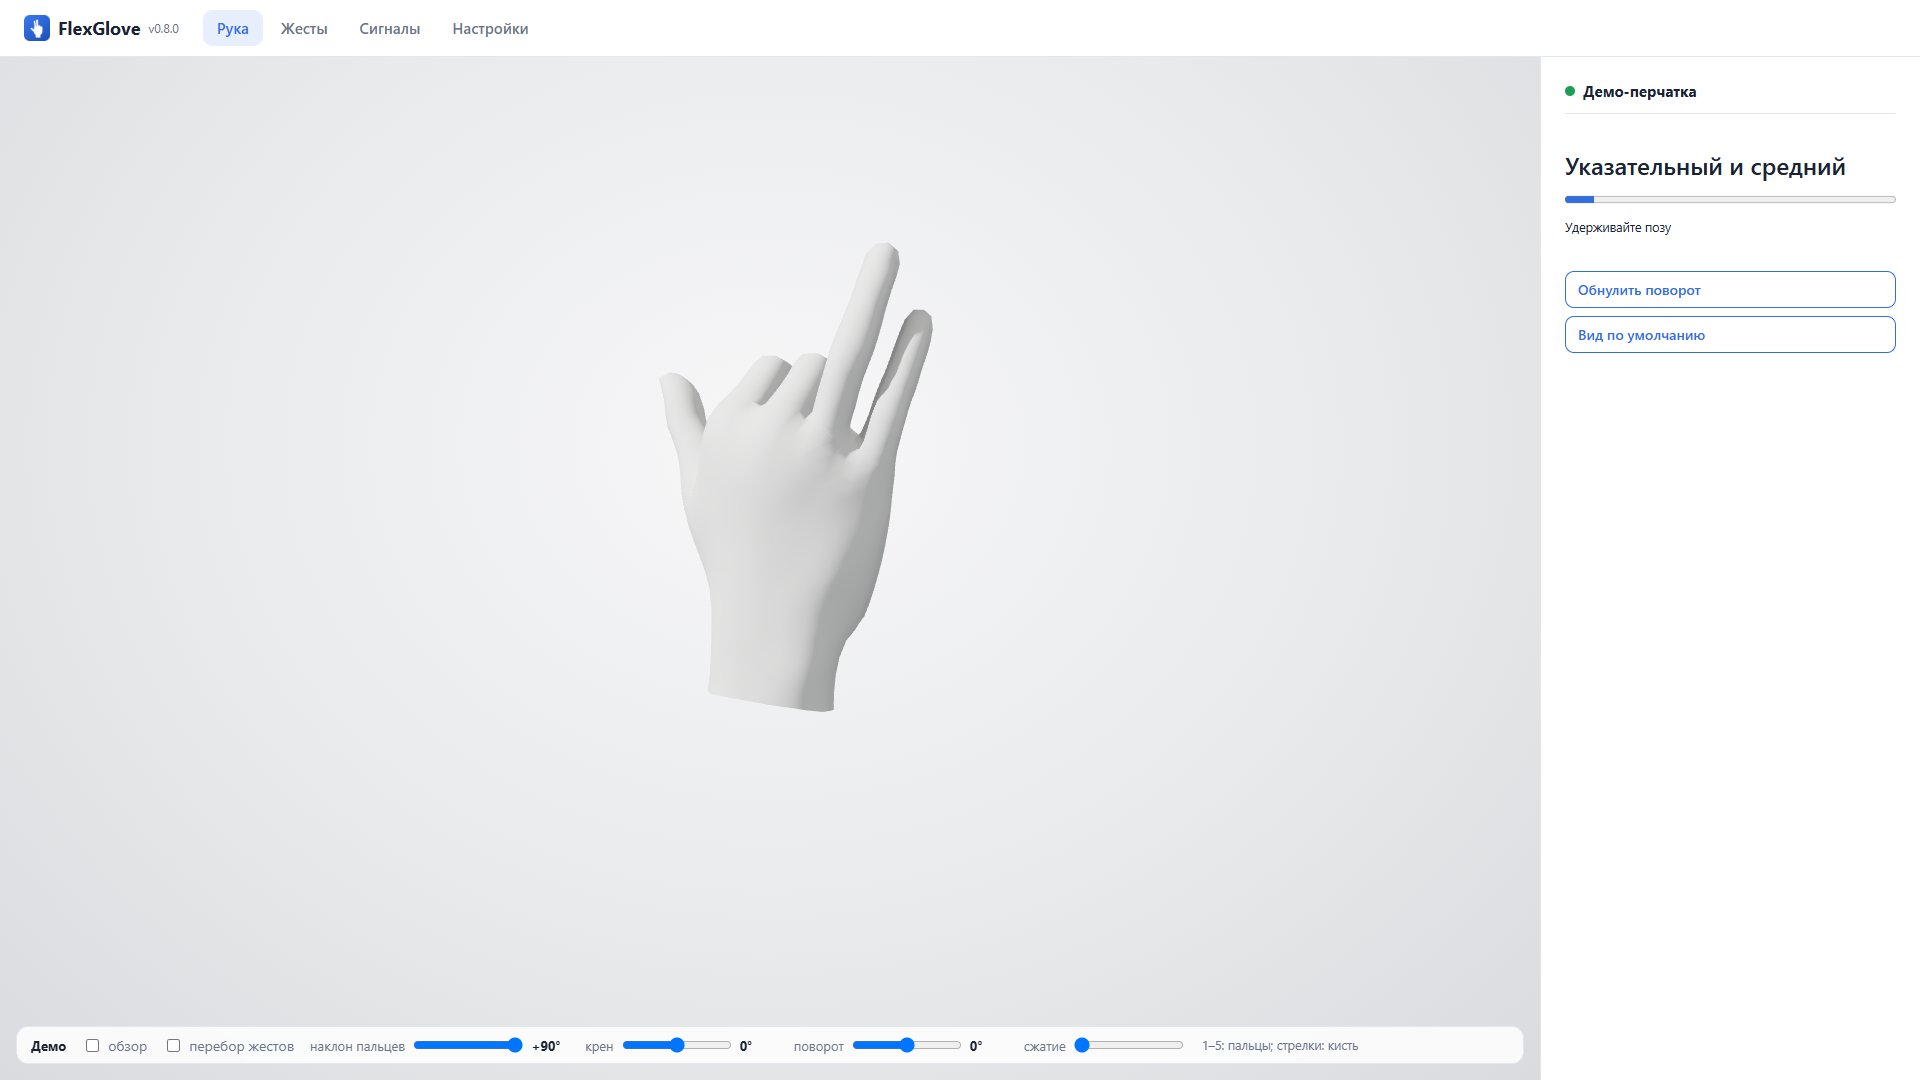 FlexGlove v0.8.0 Рука Жесты Сигналы Настройки
Демо-перчатка
Указательный и средний
Удерживайте позу
Обнулить поворот
Вид по умолчанию
Демо обзор перебор жестов наклон пальцев +90° крен 0° поворот 0° сжатие 1–5: пальцы; стрелки: кисть